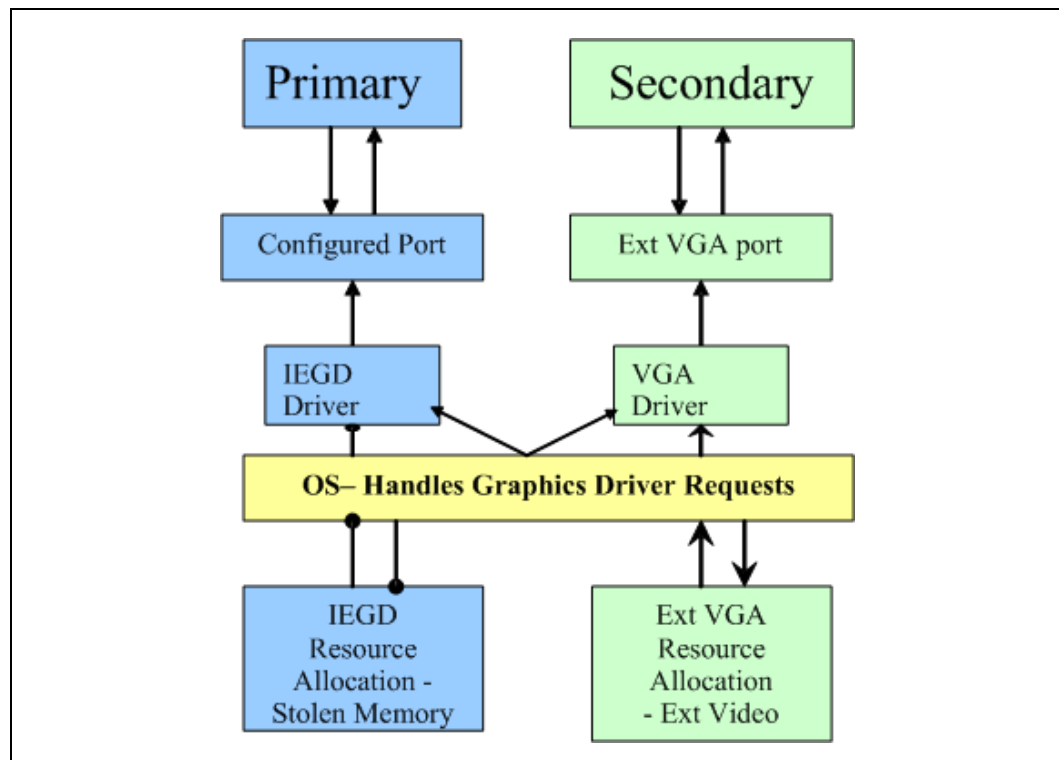 Primary
Secondary
Configured Port
Ext VGA port
IEGD
Driver
VGA
Driver
OS– Handles Graphics Driver Requests
IEGD
Resource
Allocation -
Stolen Memory
Ext VGA
Resource
Allocation
- Ext Video